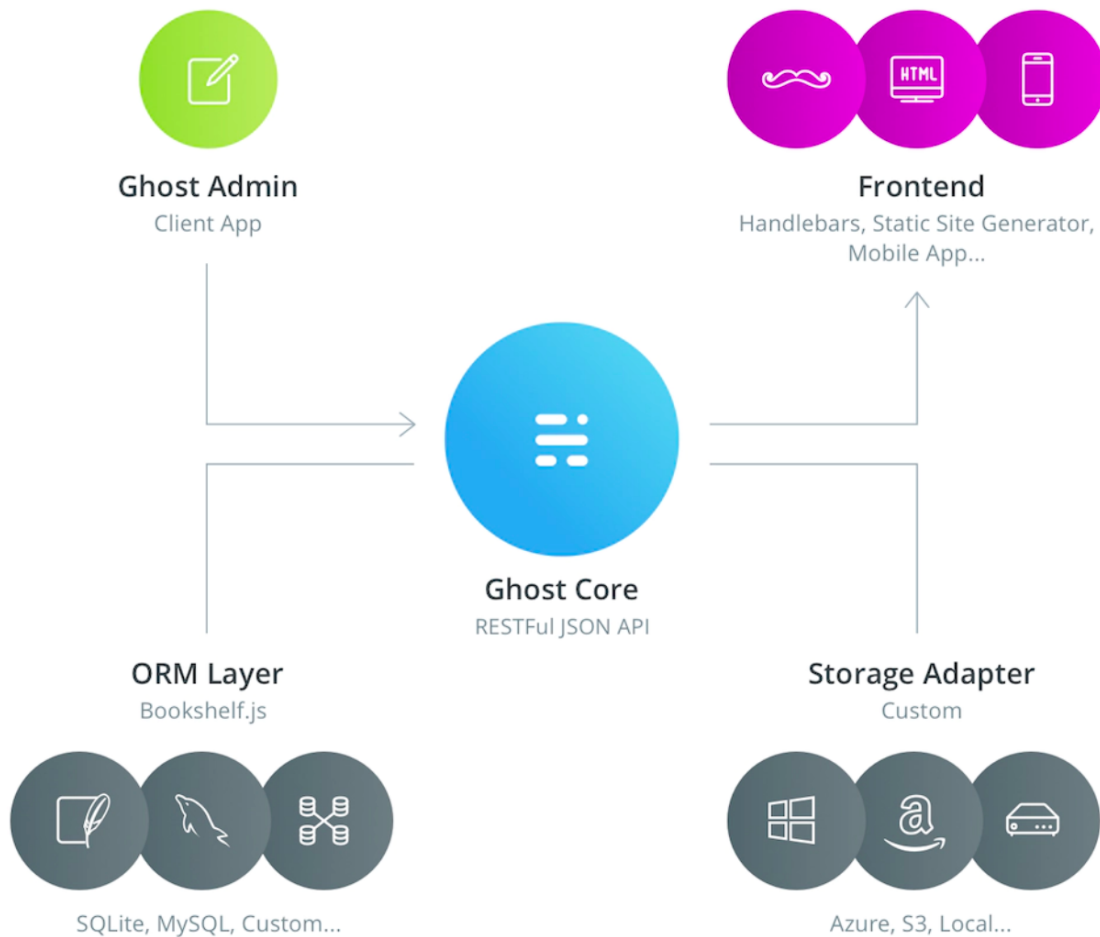 Ghost Admin
Client App
HTML
Frontend
Handlebars, Static Site Generator,
Mobile App...
Ghost Core
RESTFul JSON API
ORM Layer
Bookshelf.js
SQLite, MySQL, Custom...
Storage Adapter
Custom
a
Azure, S3, Local...